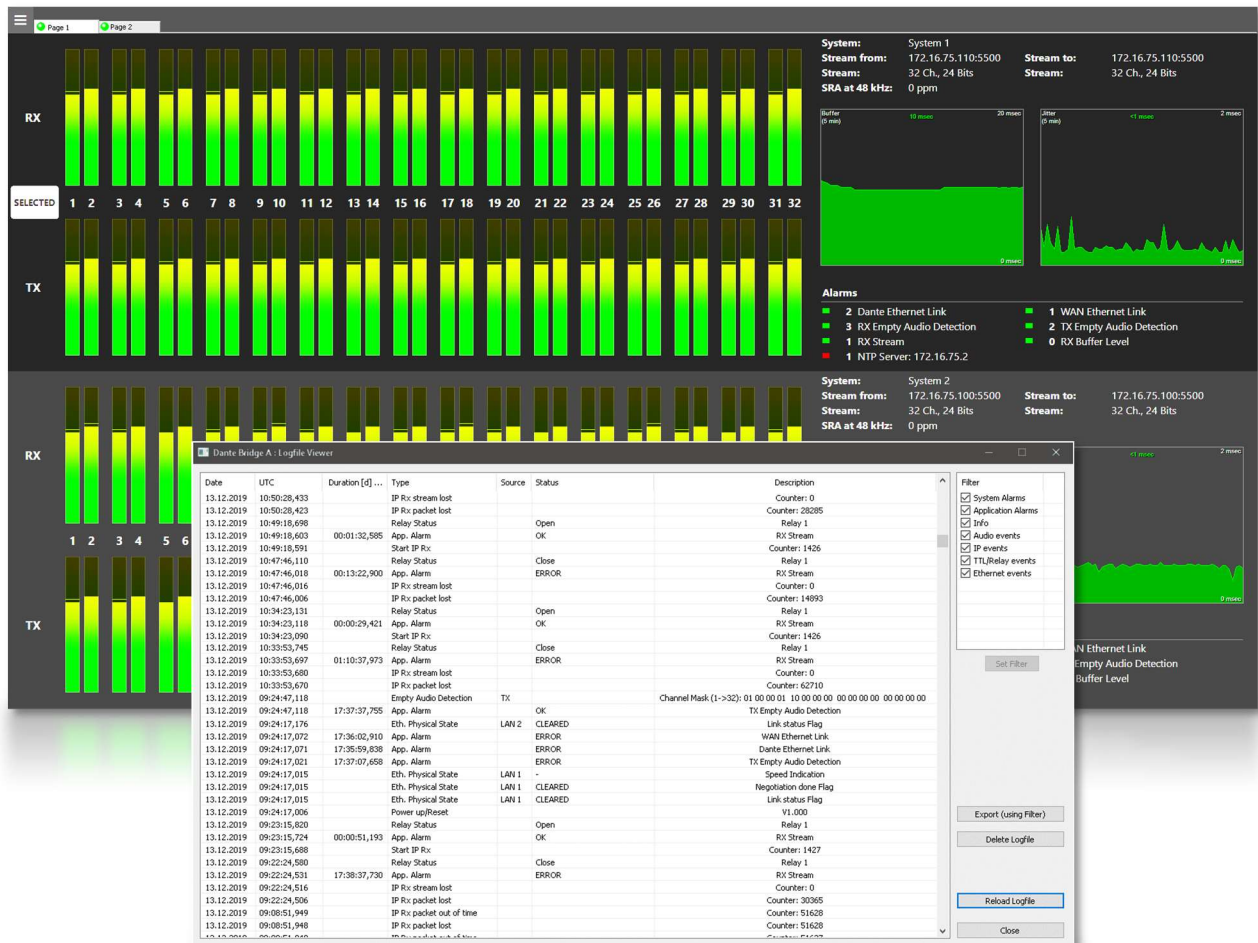 Page 1 Page 2
System: System 1
Stream from: 172.16.75.110:5500 Stream to: 172.16.75.110:5500
Stream: 32 Ch., 24 Bits Stream: 32 Ch., 24 Bits
SRA at 48 kHz: 0 ppm
RX
Buffer 10 msec 20 msec
(5 min)
0 msec
Jitter <1 msec 2 msec
(5 min)
0 msec
SELECTED 1 2 3 4 5 6 7 8 9 10 11 12 13 14 15 16 17 18 19 20 21 22 23 24 25 26 27 28 29 30 31 32
TX
Alarms
2 Dante Ethernet Link 1 WAN Ethernet Link
3 RX Empty Audio Detection 2 TX Empty Audio Detection
1 RX Stream 0 RX Buffer Level
1 NTP Server: 172.16.75.2
System: System 2
Stream from: 172.16.75.100:5500 Stream to: 172.16.75.100:5500
Stream: 32 Ch., 24 Bits Stream: 32 Ch., 24 Bits
SRA at 48 kHz: 0 ppm
RX
<1 msec 2 msec
1 2 3 4 5 6
0 msec
TX
Ethernet Link
Empty Audio Detection
Buffer Level
Dante Bridge A : Logfile Viewer
Date UTC Duration [d] ... Type Source Status Description
13.12.2019 10:50:28,433 IP Rx stream lost Counter: 0
13.12.2019 10:50:28,423 IP Rx packet lost Counter: 28285
13.12.2019 10:49:18,698 Relay Status Open Relay 1
13.12.2019 10:49:18,603 00:01:32,585 App. Alarm OK RX Stream
13.12.2019 10:49:18,591 Start IP Rx Counter: 1426
13.12.2019 10:47:46,110 Relay Status Close Relay 1
13.12.2019 10:47:46,018 00:13:22,900 App. Alarm ERROR RX Stream
13.12.2019 10:47:46,016 IP Rx stream lost Counter: 0
13.12.2019 10:47:46,006 IP Rx packet lost Counter: 14893
13.12.2019 10:34:23,131 Relay Status Open Relay 1
13.12.2019 10:34:23,118 00:00:29,421 App. Alarm OK RX Stream
13.12.2019 10:34:23,090 Start IP Rx Counter: 1426
13.12.2019 10:33:53,745 Relay Status Close Relay 1
13.12.2019 10:33:53,697 01:10:37,973 App. Alarm ERROR RX Stream
13.12.2019 10:33:53,680 IP Rx stream lost Counter: 0
13.12.2019 10:33:53,670 IP Rx packet lost Counter: 62710
13.12.2019 09:24:47,118 Empty Audio Detection TX Channel Mask (1->32): 01 00 00 01 10 00 00 00 00 00 00 00 00 00 00 00
13.12.2019 09:24:47,118 17:37:37,755 App. Alarm OK TX Empty Audio Detection
13.12.2019 09:24:17,176 Eth. Physical State LAN 2 CLEARED Link status Flag
13.12.2019 09:24:17,072 17:36:02,910 App. Alarm ERROR WAN Ethernet Link
13.12.2019 09:24:17,071 17:35:59,838 App. Alarm ERROR Dante Ethernet Link
13.12.2019 09:24:17,021 17:37:07,658 App. Alarm ERROR TX Empty Audio Detection
13.12.2019 09:24:17,015 Eth. Physical State LAN 1 - Speed Indication
13.12.2019 09:24:17,015 Eth. Physical State LAN 1 CLEARED Negotiation done Flag
13.12.2019 09:24:17,015 Eth. Physical State LAN 1 CLEARED Link status Flag
13.12.2019 09:24:17,006 Power up/Reset V1.000
13.12.2019 09:23:15,820 Relay Status Open Relay 1
13.12.2019 09:23:15,724 00:00:51,193 App. Alarm OK RX Stream
13.12.2019 09:23:15,688 Start IP Rx Counter: 1427
13.12.2019 09:22:24,580 Relay Status Close Relay 1
13.12.2019 09:22:24,531 17:38:37,730 App. Alarm ERROR RX Stream
13.12.2019 09:22:24,516 IP Rx stream lost Counter: 0
13.12.2019 09:22:24,506 IP Rx packet lost Counter: 30365
13.12.2019 09:08:51,949 IP Rx packet out of time Counter: 51628
13.12.2019 09:08:51,948 IP Rx packet lost Counter: 51628
Filter
System Alarms
Application Alarms
Info
Audio events
IP events
TTL/Relay events
Ethernet events
Set Filter
Export (using Filter)
Delete Logfile
Reload Logfile
Close